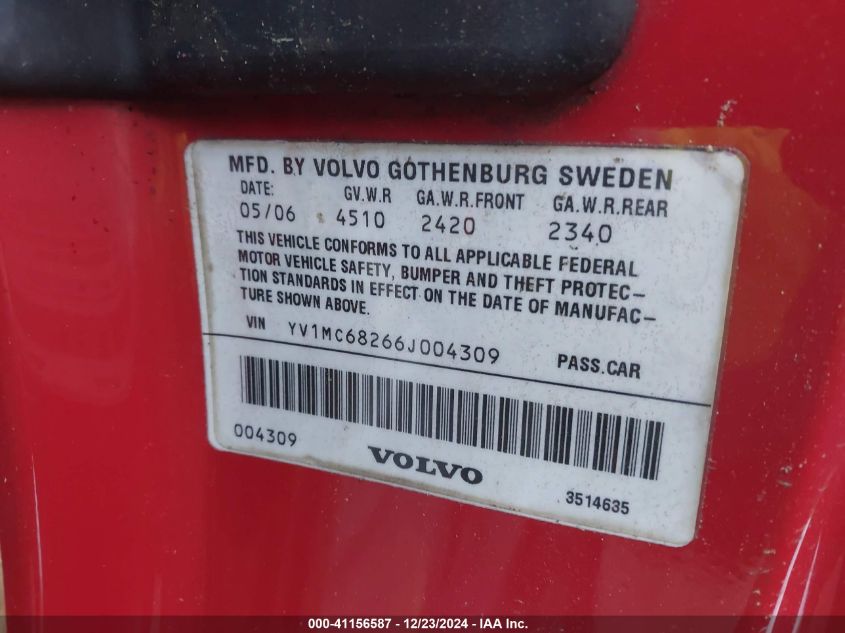 MFD. BY VOLVO GOTHENBURG SWEDEN
DATE: GV.W.R GA.W.R.FRONT GA.W.R.REAR
05/06 4510 2420 2340
THIS VEHICLE CONFORMS TO ALL APPLICABLE FEDERAL
MOTOR VEHICLE SAFETY, BUMPER AND THEFT PROTEC-
TION STANDARDS IN EFFECT ON THE DATE OF MANUFAC-
TURE SHOWN ABOVE.
VIN YV1MC68266J004309 PASS.CAR
004309
VOLVO
3514635
000-41156587 - 12/23/2024 - IAA Inc.